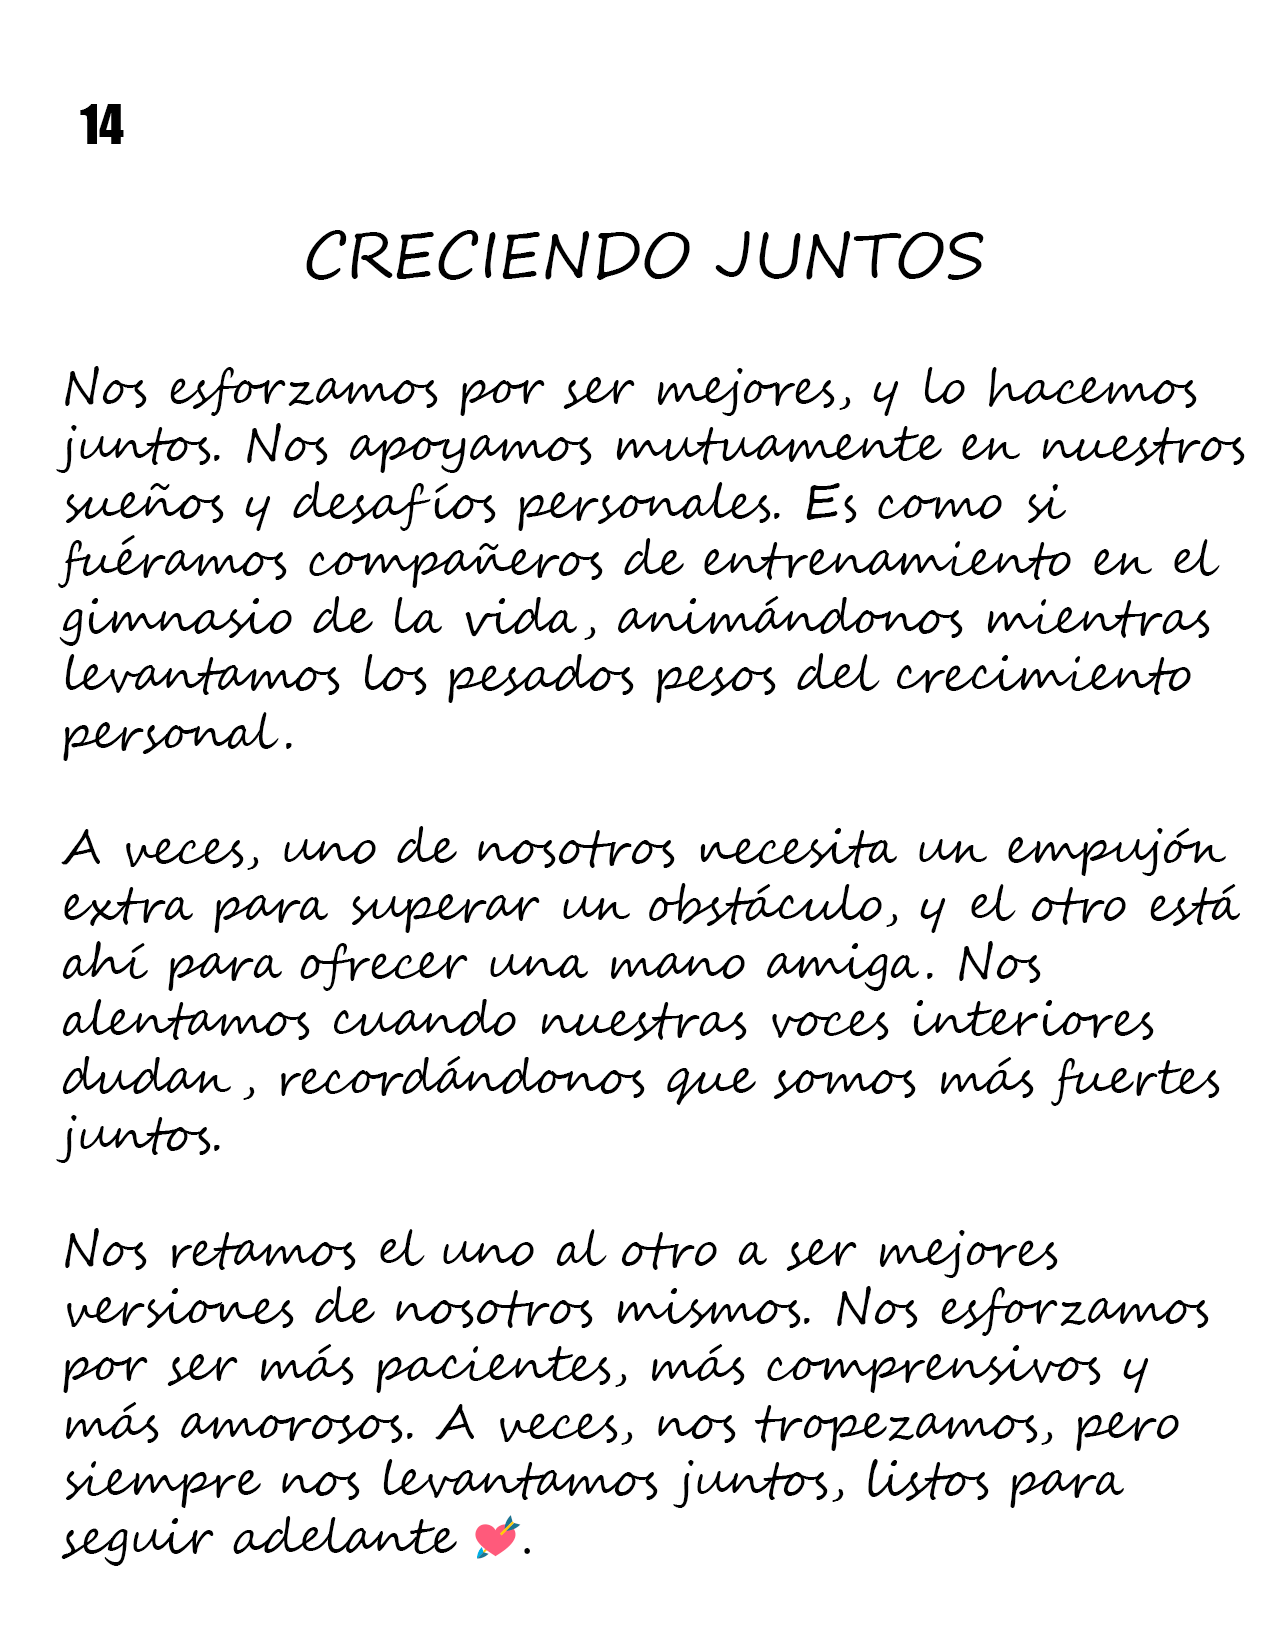 14
CRECIENDO JUNTOS
Nos esforzamos por ser mejores, y lo hacemos
juntos. Nos apoyamos mutuamente en nuestros
sueños y desafíos personales. Es como si
fuéramos compañeros de entrenamiento en el
gimnasio de la vida, animándonos mientras
levantamos los pesados pesos del crecimiento
personal.
A veces, uno de nosotros necesita un empujón
extra para superar un obstáculo, y el otro está
ahí para ofrecer una mano amiga. Nos
alentamos cuando nuestras voces interiores
dudan, recordándonos que somos más fuertes
juntos.
Nos retamos el uno al otro a ser mejores
versiones de nosotros mismos. Nos esforzamos
por ser más pacientes, más comprensivos y
más amorosos. A veces, nos tropezamos, pero
siempre nos levantamos juntos, listos para
seguir adelante 💘.